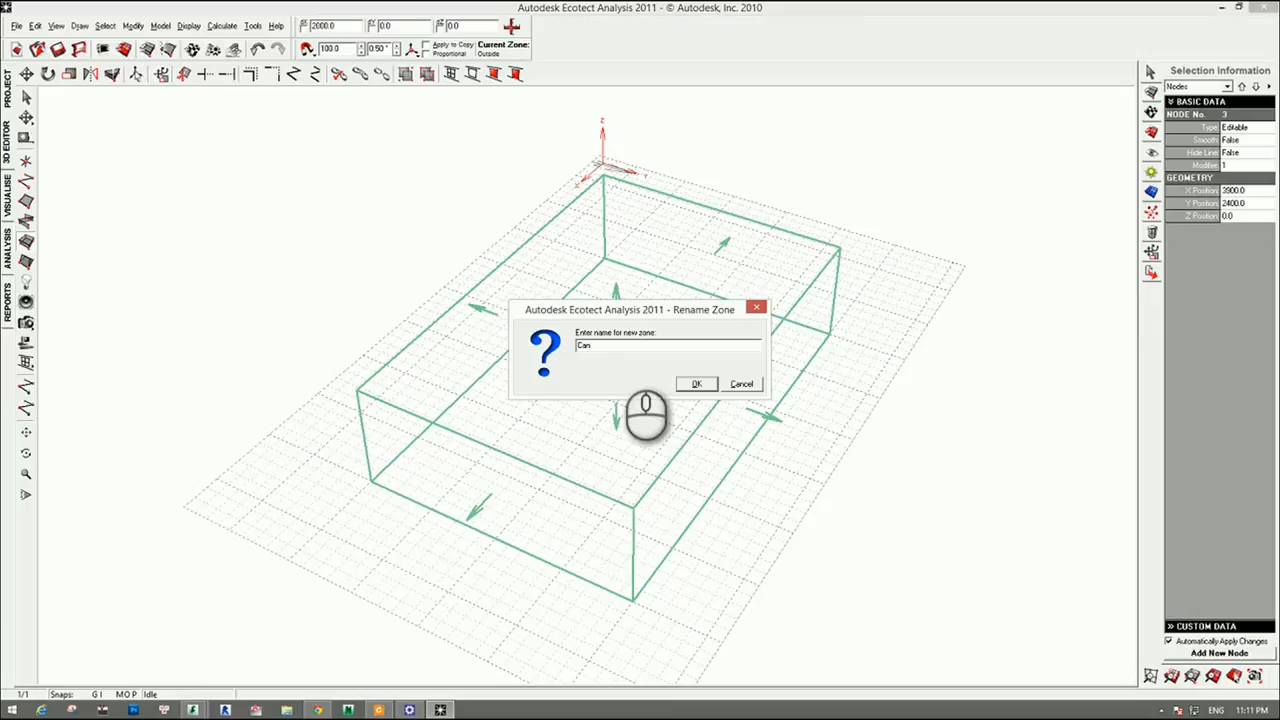 Autodesk Ecotect Analysis 2011 - © Autodesk, Inc. 2010
File Edit View Draw Select Modify Model Display Calculate Tools Help
2000.0 0.0 0.0
100.0 0.50 ° Apply to Copy Proportional Current Zone: Outside
PROJECT
3D EDITOR
VISUALISE
ANALYSIS
REPORTS
Z
X
Y
Autodesk Ecotect Analysis 2011 - Rename Zone
Enter name for new zone:
Can
OK Cancel
Selection Information
Nodes
BASIC DATA
NODE No. 3
Type Editable
Smooth False
Hide Line False
Modifier 1
GEOMETRY
X Position 3900.0
Y Position 2400.0
Z Position 0.0
CUSTOM DATA
Automatically Apply Changes
Add New Node
1/1 Snaps: G I M O P Idle
ENG 11:11 PM